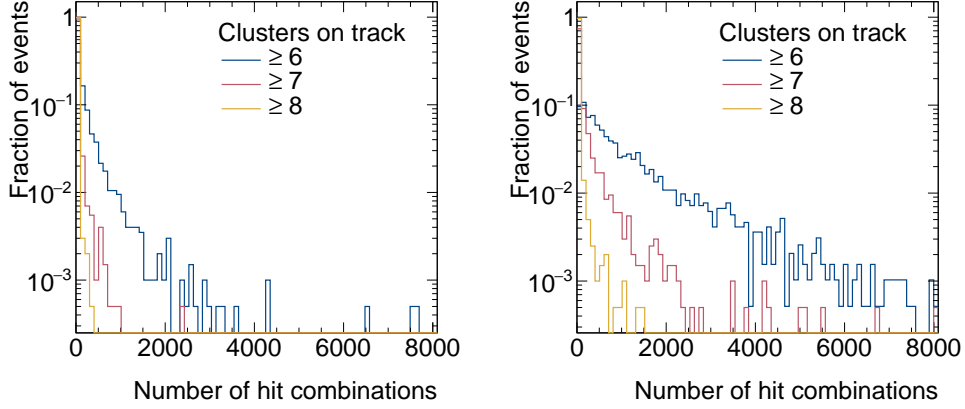 Fraction of events
1
10⁻¹
10⁻²
10⁻³
Clusters on track
≥ 6
≥ 7
≥ 8
0 2000 4000 6000 8000
Number of hit combinations
Fraction of events
1
10⁻¹
10⁻²
10⁻³
Clusters on track
≥ 6
≥ 7
≥ 8
0 2000 4000 6000 8000
Number of hit combinations